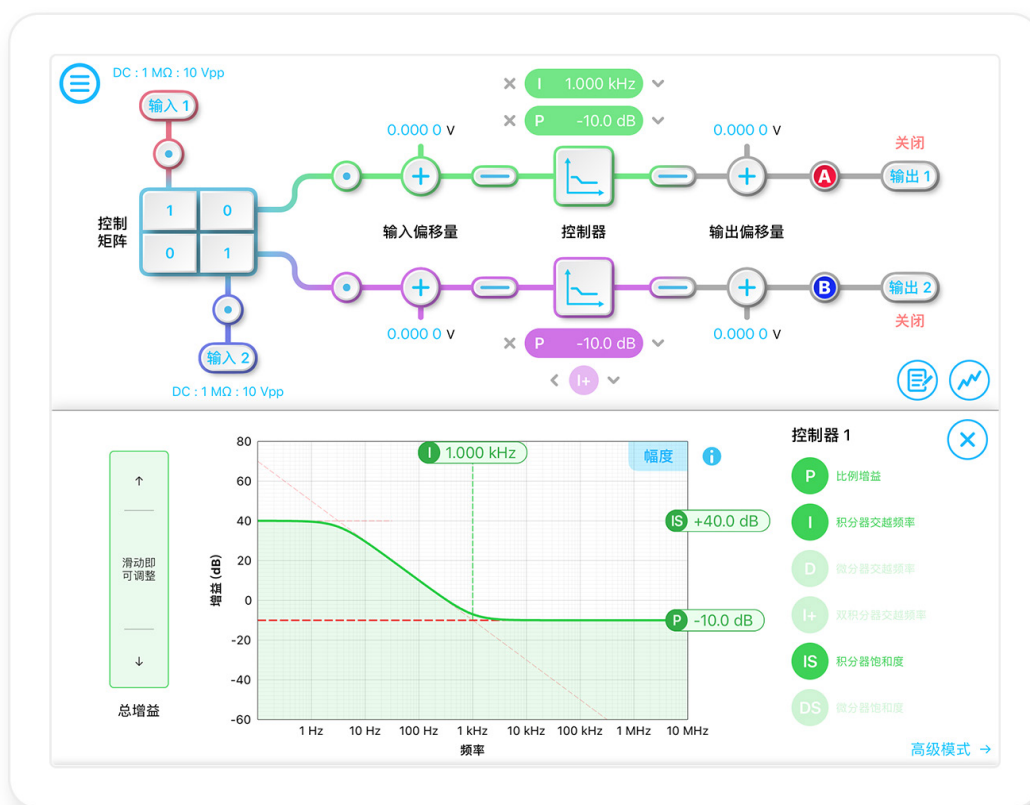 DC : 1 MΩ : 10 Vpp
输入 1
I 1.000 kHz
P -10.0 dB
0.000 0 V
0.000 0 V
关闭
A
输出 1
控制
矩阵
1 0
0 1
输入偏移量
控制器
输出偏移量
B
输出 2
关闭
0.000 0 V
0.000 0 V
P -10.0 dB
I+
输入 2
DC : 1 MΩ : 10 Vpp
滑动即
可调整
总增益
80
60
40
20
0
-20
-40
-60
增益 (dB)
I 1.000 kHz
幅度
i
IS +40.0 dB
P -10.0 dB
1 Hz 10 Hz 100 Hz 1 kHz 10 kHz 100 kHz 1 MHz 10 MHz
频率
控制器 1
P 比例增益
I 积分器交越频率
D 微分器交越频率
I+ 双积分器交越频率
IS 积分器饱和度
DS 微分器饱和度
高级模式 →